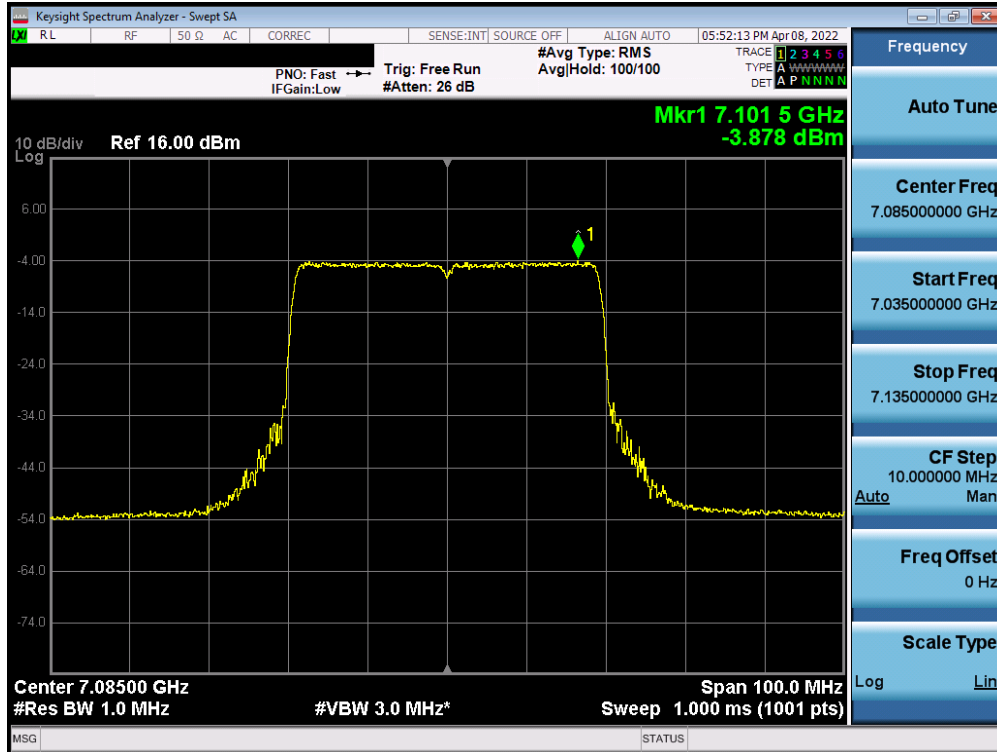 Keysight Spectrum Analyzer - Swept SA
LXI RL RF 50 Ω AC CORREC SENSE:INT SOURCE OFF ALIGN AUTO 05:52:13 PM Apr 08, 2022
PNO: Fast
IFGain:Low
Trig: Free Run
#Atten: 26 dB
#Avg Type: RMS
Avg|Hold: 100/100
TRACE 1 2 3 4 5 6
TYPE A WWWWW
DET A P N N N N
Mkr1 7.101 5 GHz
-3.878 dBm
10 dB/div Ref 16.00 dBm
Log
1
6.00
-4.00
-14.0
-24.0
-34.0
-44.0
-54.0
-64.0
-74.0
Center 7.08500 GHz Span 100.0 MHz
#Res BW 1.0 MHz #VBW 3.0 MHz* Sweep 1.000 ms (1001 pts)
MSG STATUS
Frequency
Auto Tune
Center Freq
7.085000000 GHz
Start Freq
7.035000000 GHz
Stop Freq
7.135000000 GHz
CF Step
10.000000 MHz
Auto Man
Freq Offset
0 Hz
Scale Type
Log Lin